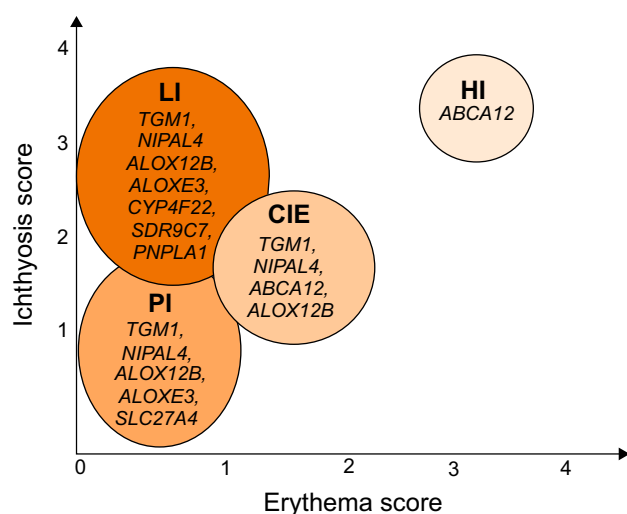 Ichthyosis score
4
3
2
1
LI
TGM1,
NIPAL4
ALOX12B,
ALOXE3,
CYP4F22,
SDR9C7,
PNPLA1
HI
ABCA12
CIE
TGM1,
NIPAL4,
ABCA12,
ALOX12B
PI
TGM1,
NIPAL4,
ALOX12B,
ALOXE3,
SLC27A4
0 1 2 3 4
Erythema score